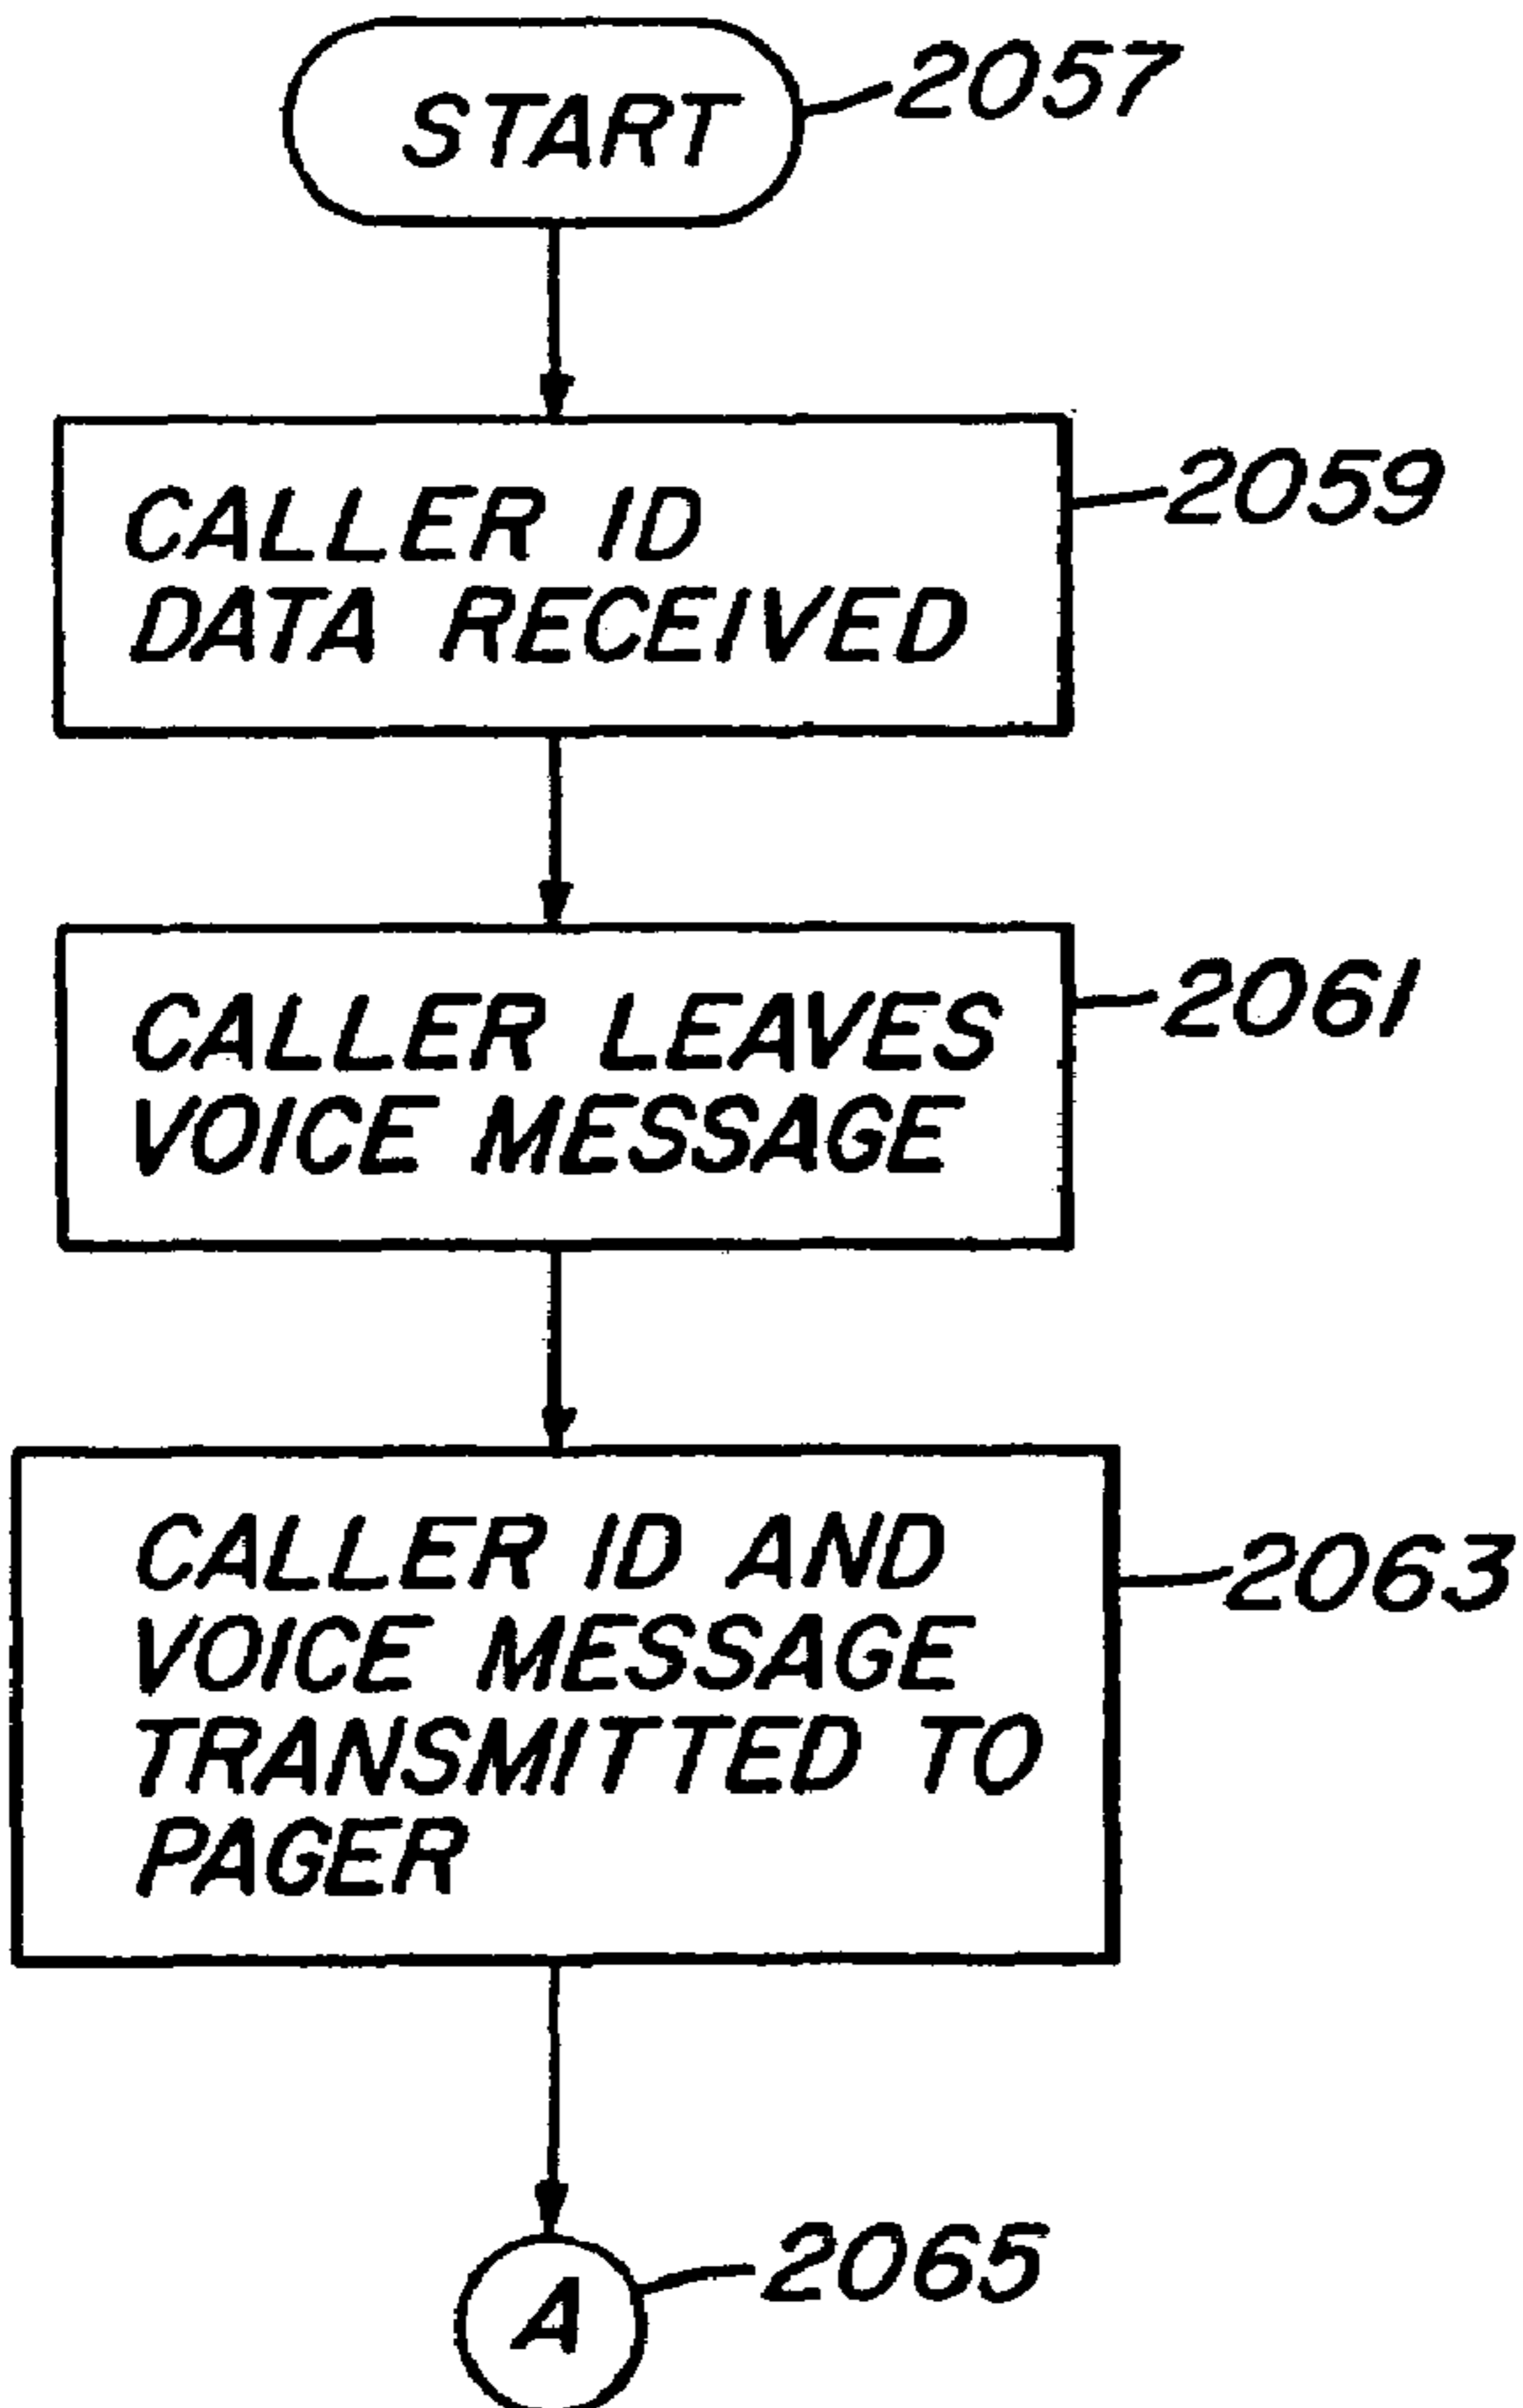 START
2057
CALLER ID
DATA RECEIVED
2059
CALLER LEAVES
VOICE MESSAGE
2061
CALLER ID AND
VOICE MESSAGE
TRANSMITTED TO
PAGER
2063
A
2065